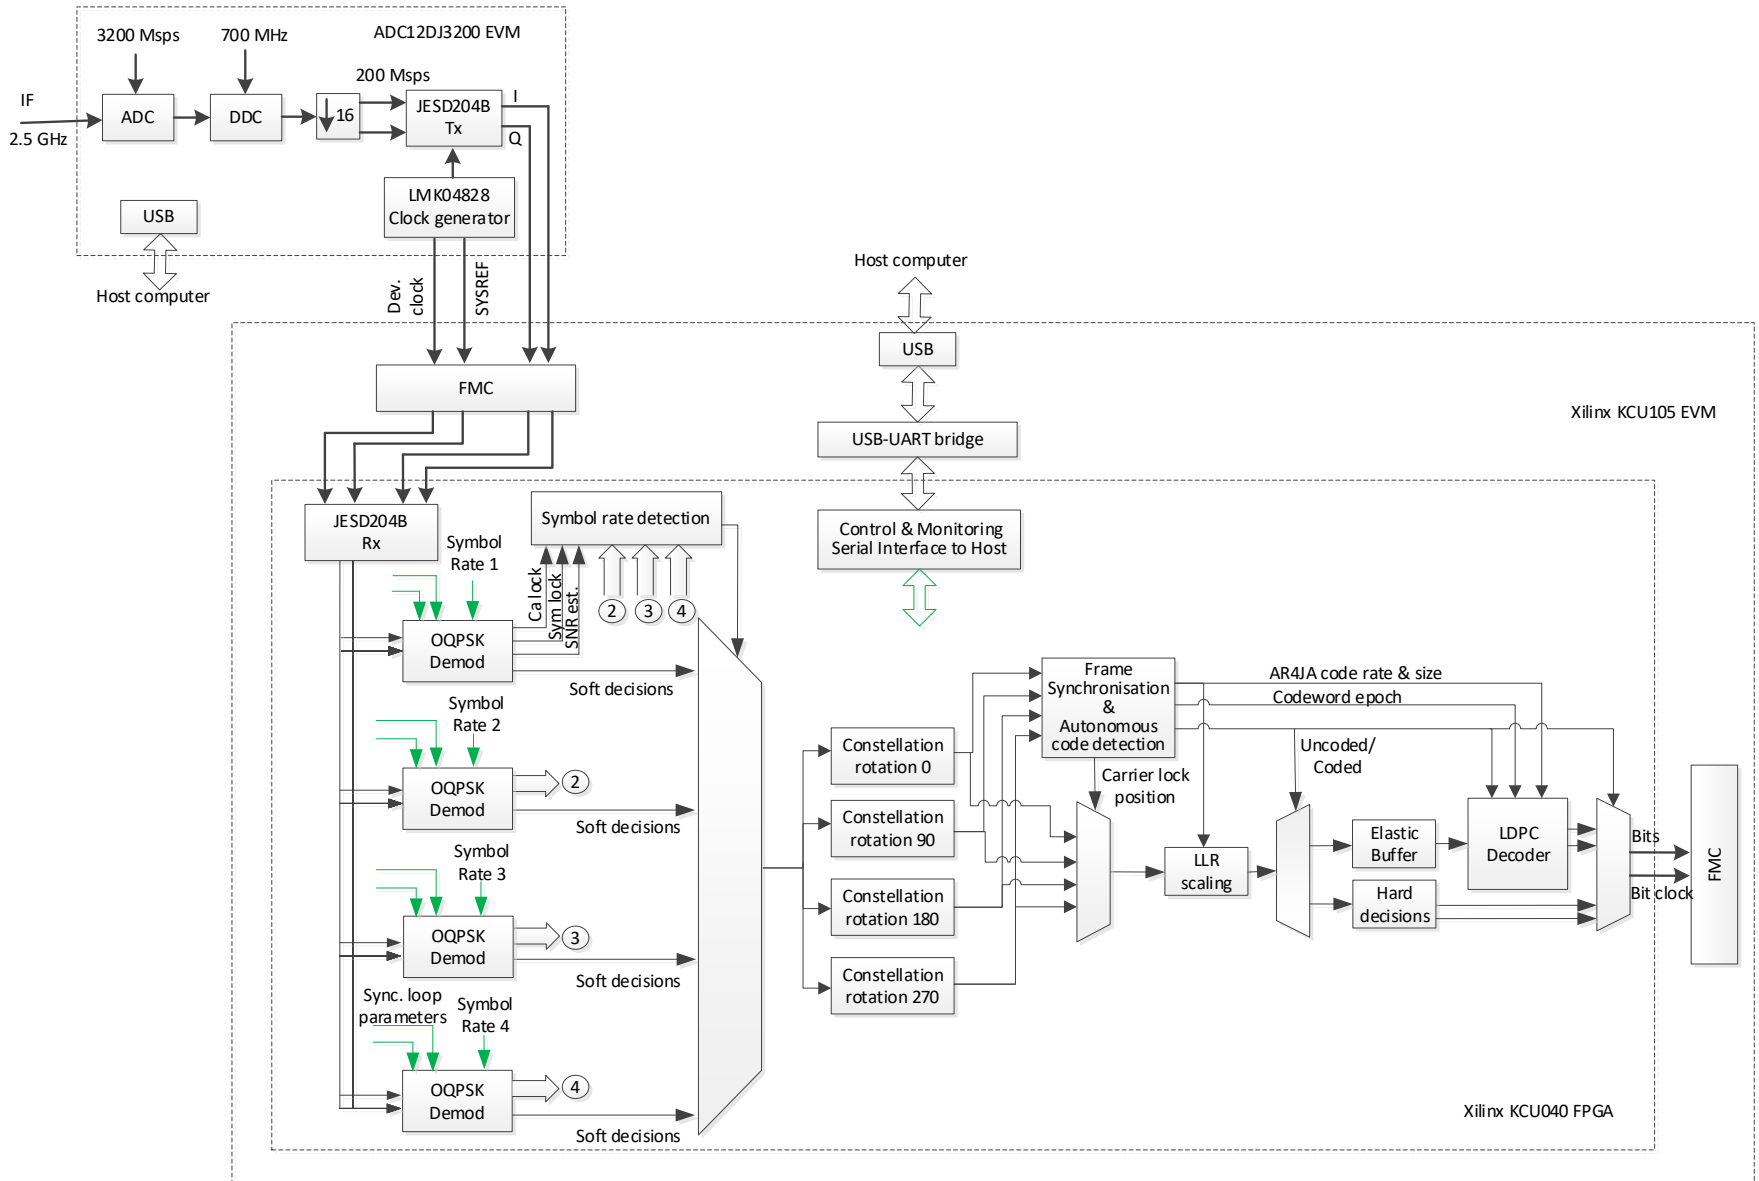 ADC12DJ3200 EVM
3200 Msps
700 MHz
200 Msps
IF
2.5 GHz
ADC
DDC
16
JESD204B
Tx
I
Q
LMK04828
Clock generator
USB
Host computer
Dev.
clock
SYSREF
Host computer
USB
FMC
Xilinx KCU105 EVM
USB-UART bridge
JESD204B
Rx
Symbol rate detection
Control & Monitoring
Serial Interface to Host
Symbol
Rate 1
Ca lock
Sym lock
SNR est.
2
3
4
OQPSK
Demod
Soft decisions
Symbol
Rate 2
OQPSK
Demod
2
Soft decisions
Symbol
Rate 3
OQPSK
Demod
3
Soft decisions
Sync. loop
parameters
Symbol
Rate 4
OQPSK
Demod
4
Soft decisions
Constellation
rotation 0
Constellation
rotation 90
Constellation
rotation 180
Constellation
rotation 270
Frame
Synchronisation
&
Autonomous
code detection
AR4JA code rate & size
Codeword epoch
Uncoded/
Coded
Carrier lock
position
LLR
scaling
Elastic
Buffer
Hard
decisions
LDPC
Decoder
Bits
Bit clock
FMC
Xilinx KCU040 FPGA